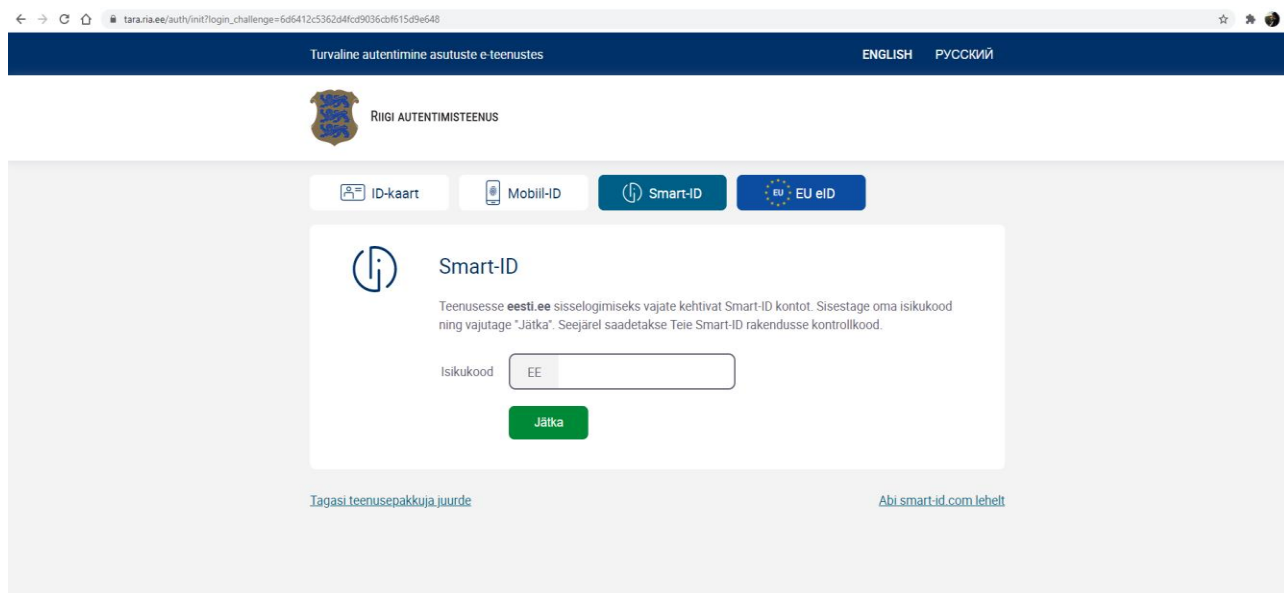 tara.ria.ee/auth/init?login_challenge=6d6412c5362d4fcd9036cbf615d9e648
Turvaline autentimine asutuste e-teenustes
ENGLISH РУССКИЙ
RIIGI AUTENTIMISTEENUS
ID-kaart Mobiil-ID Smart-ID EU EU eID
Smart-ID
Teenusesse eesti.ee sisselogimiseks vajate kehtivat Smart-ID kontot. Sisestage oma isikukood
ning vajutage "Jätka". Seejärel saadetakse Teie Smart-ID rakendusse kontrollkood.
Isikukood EE
Jätka
Tagasi teenusepakkuja juurde Abi smart-id.com lehelt